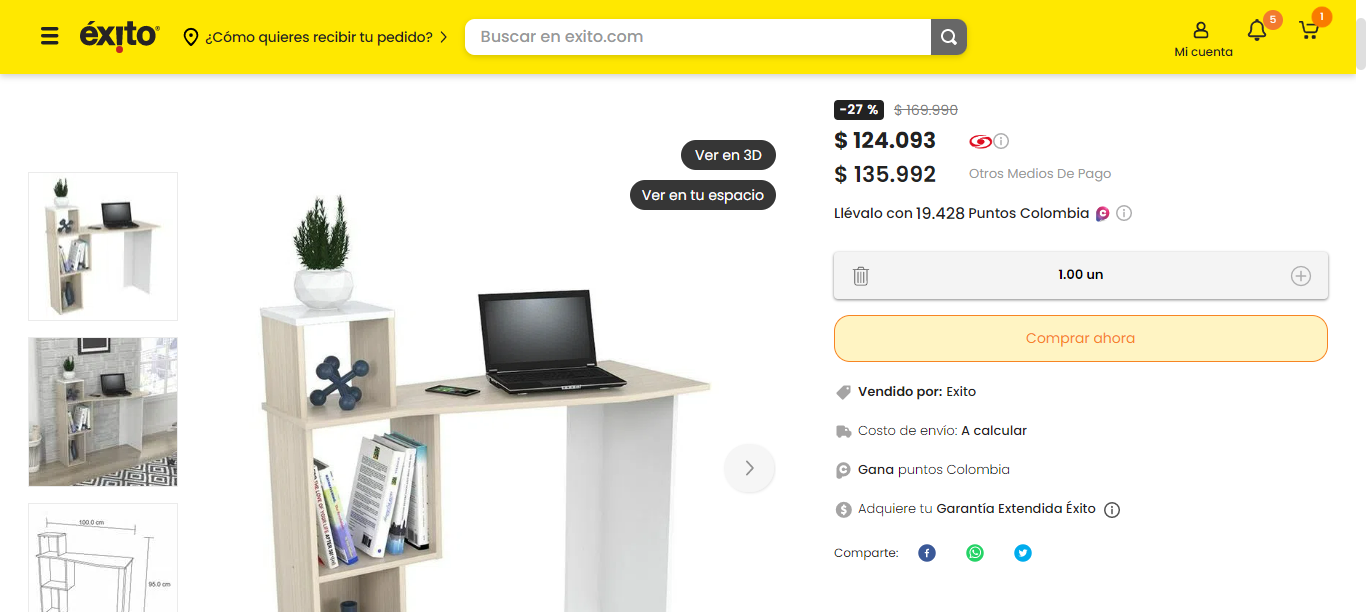 éxito
¿Cómo quieres recibir tu pedido?
Buscar en exito.com
Mi cuenta
5
1
-27 %
$ 169.990
$ 124.093
$ 135.992
Otros Medios De Pago
Llévalo con 19.428 Puntos Colombia
Ver en 3D
Ver en tu espacio
1.00 un
Comprar ahora
Vendido por: Exito
Costo de envío: A calcular
Gana puntos Colombia
Adquiere tu Garantía Extendida Éxito
Comparte:
100.0 cm
95.0 cm